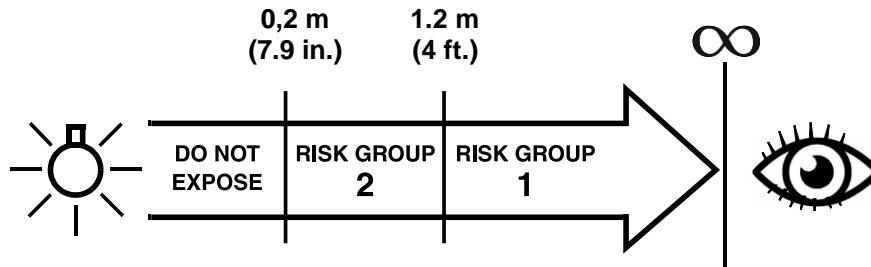 0,2 m
(7.9 in.)
1.2 m
(4 ft.)
∞
DO NOT
EXPOSE
RISK GROUP
2
RISK GROUP
1